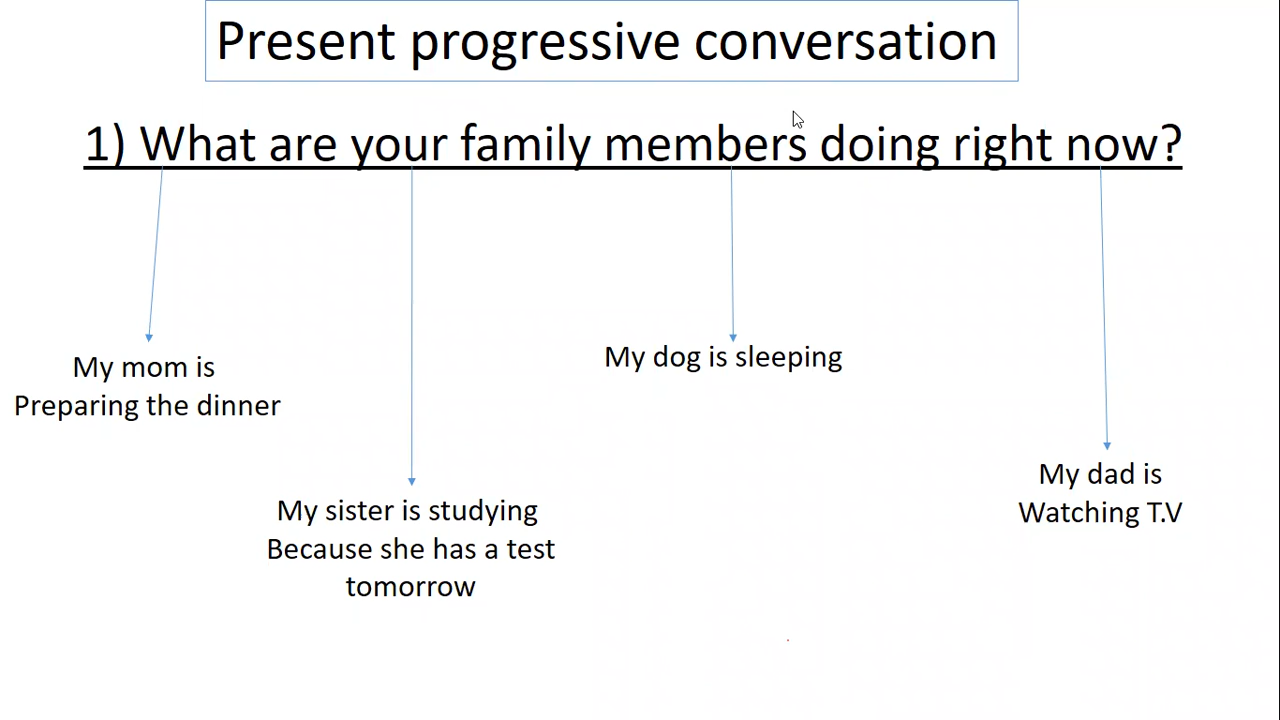 Present progressive conversation
1) What are your family members doing right now?
My mom is
Preparing the dinner
My sister is studying
Because she has a test
tomorrow
My dog is sleeping
My dad is
Watching T.V